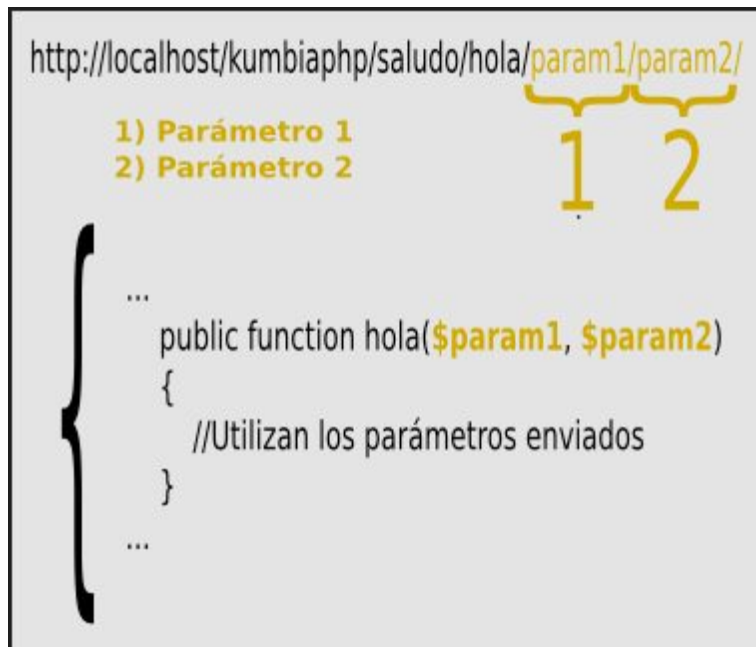 http://localhost/kumbiaphp/saludo/hola/param1/param2/
1) Parámetro 1
2) Parámetro 2
1 2
...
public function hola($param1, $param2)
{
//Utilizan los parámetros enviados
}
...